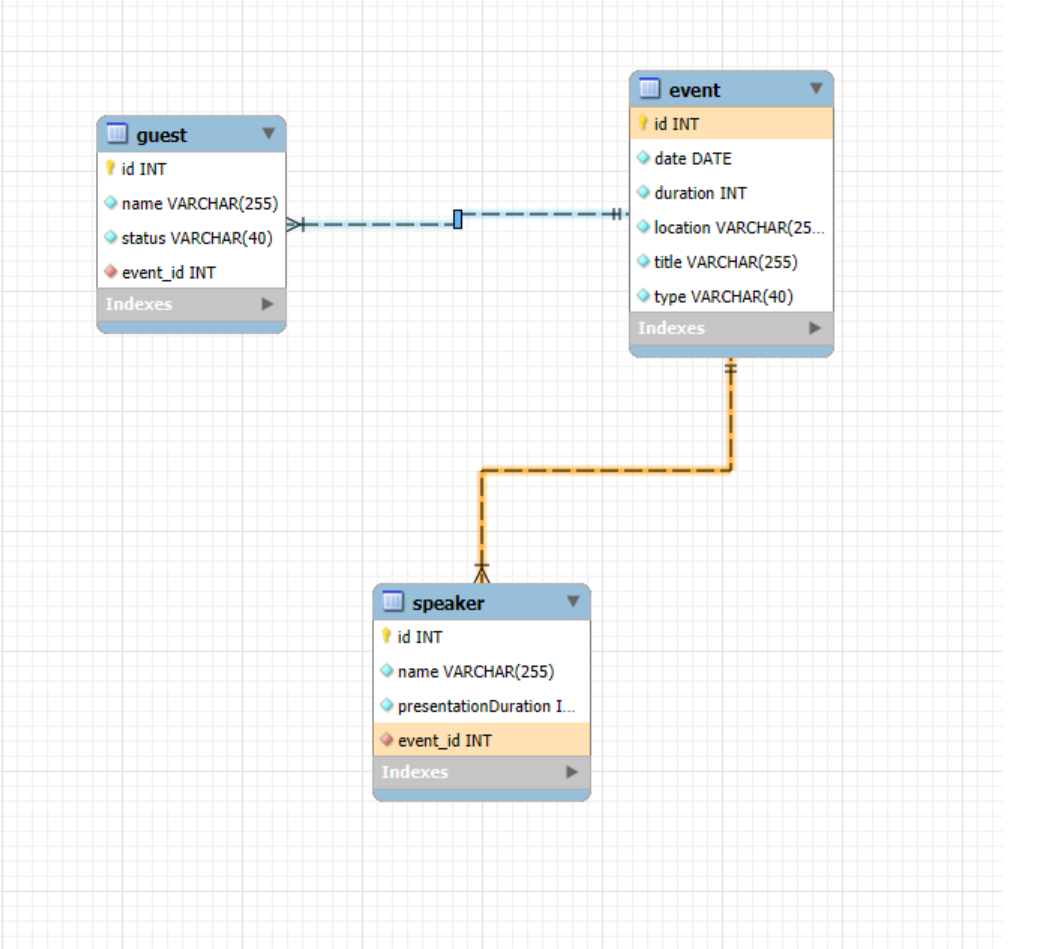 guest
id INT
name VARCHAR(255)
status VARCHAR(40)
event_id INT
Indexes
event
id INT
date DATE
duration INT
location VARCHAR(25...
title VARCHAR(255)
type VARCHAR(40)
Indexes
speaker
id INT
name VARCHAR(255)
presentationDuration I...
event_id INT
Indexes